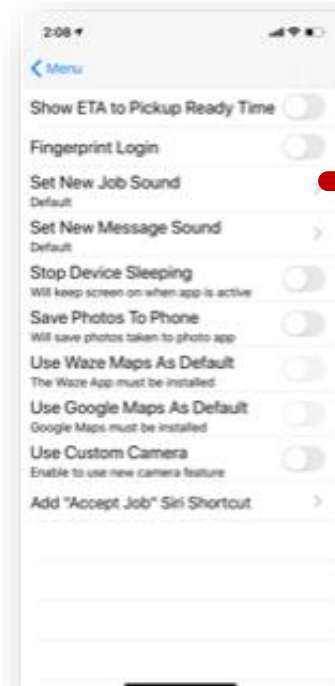 2:08
Menu
Show ETA to Pickup Ready Time
Fingerprint Login
Set New Job Sound
Default
Set New Message Sound
Default
Stop Device Sleeping
Will keep screen on when app is active
Save Photos To Phone
Will save photos taken to photo app
Use Waze Maps As Default
The Waze App must be installed
Use Google Maps As Default
Google Maps must be installed
Use Custom Camera
Enable to use new camera feature
Add "Accept Job" Siri Shortcut